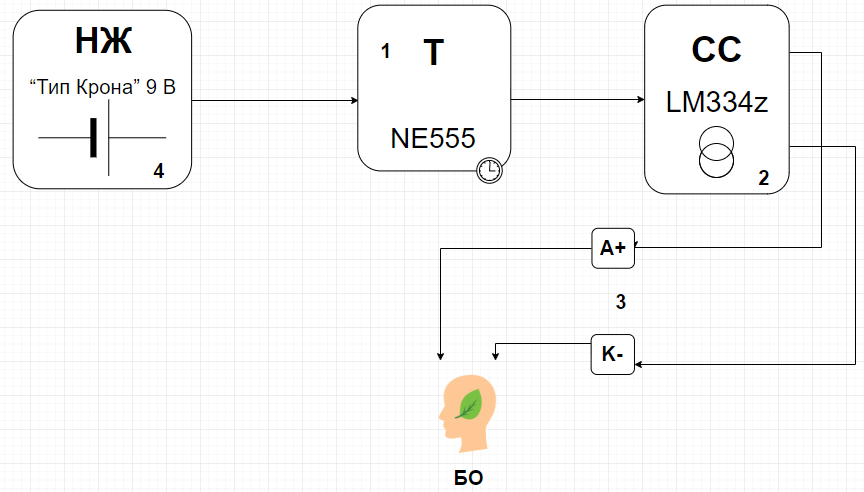 НЖ
“Тип Крона” 9 В
4
1
Т
NE555
СС
LM334z
2
А+
3
К-
БО